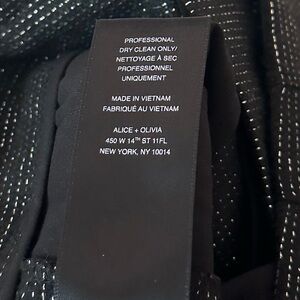 PROFESSIONAL
DRY CLEAN ONLY/
NETTOYAGE À SEC
PROFESSIONNEL
UNIQUEMENT
MADE IN VIETNAM
FABRIQUÉ AU VIETNAM
ALICE + OLIVIA
450 W 14TH ST 11FL
NEW YORK, NY 10014